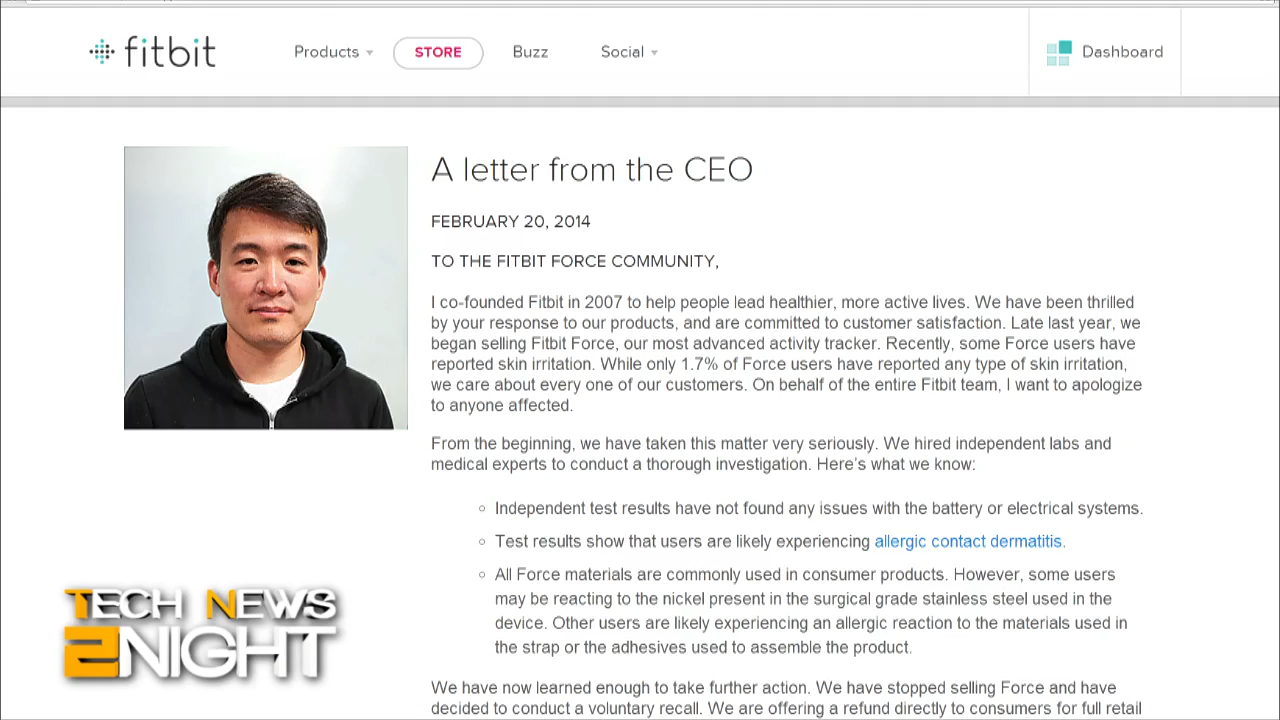 fitbit
Products
STORE
Buzz
Social
Dashboard
A letter from the CEO
FEBRUARY 20, 2014
TO THE FITBIT FORCE COMMUNITY,
I co-founded Fitbit in 2007 to help people lead healthier, more active lives. We have been thrilled
by your response to our products, and are committed to customer satisfaction. Late last year, we
began selling Fitbit Force, our most advanced activity tracker. Recently, some Force users have
reported skin irritation. While only 1.7% of Force users have reported any type of skin irritation,
we care about every one of our customers. On behalf of the entire Fitbit team, I want to apologize
to anyone affected.
From the beginning, we have taken this matter very seriously. We hired independent labs and
medical experts to conduct a thorough investigation. Here's what we know:
Independent test results have not found any issues with the battery or electrical systems.
Test results show that users are likely experiencing allergic contact dermatitis.
All Force materials are commonly used in consumer products. However, some users
may be reacting to the nickel present in the surgical grade stainless steel used in the
device. Other users are likely experiencing an allergic reaction to the materials used in
the strap or the adhesives used to assemble the product.
We have now learned enough to take further action. We have stopped selling Force and have
decided to conduct a voluntary recall. We are offering a refund directly to consumers for full retail
TECH NEWS
2NIGHT